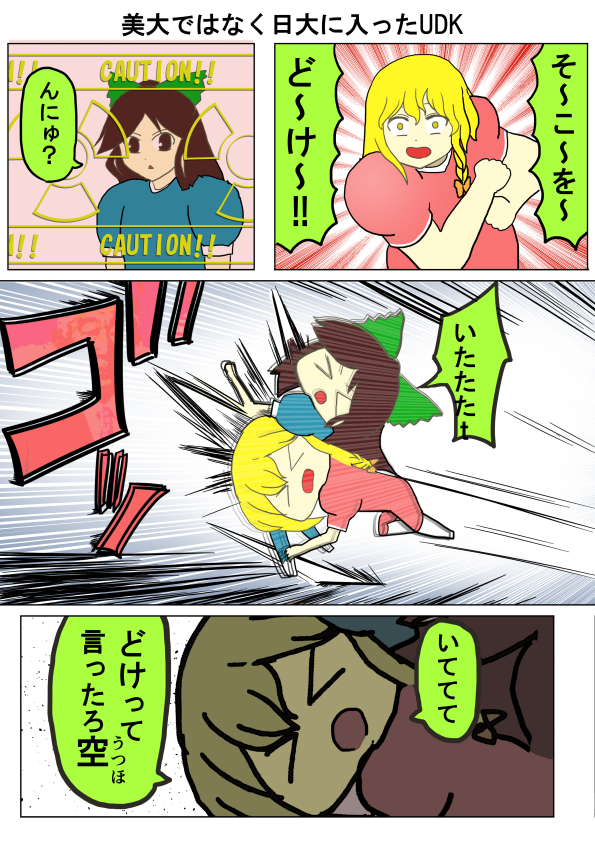 美大ではなく日大に入ったUDK
そ～こ～を～
ど～け～!!
!!
CAUTION!!
んにゅ？
!!
CAUTION!!
いたたたt
ゴッ
いててて
どけって
言ったろ空
うつほ